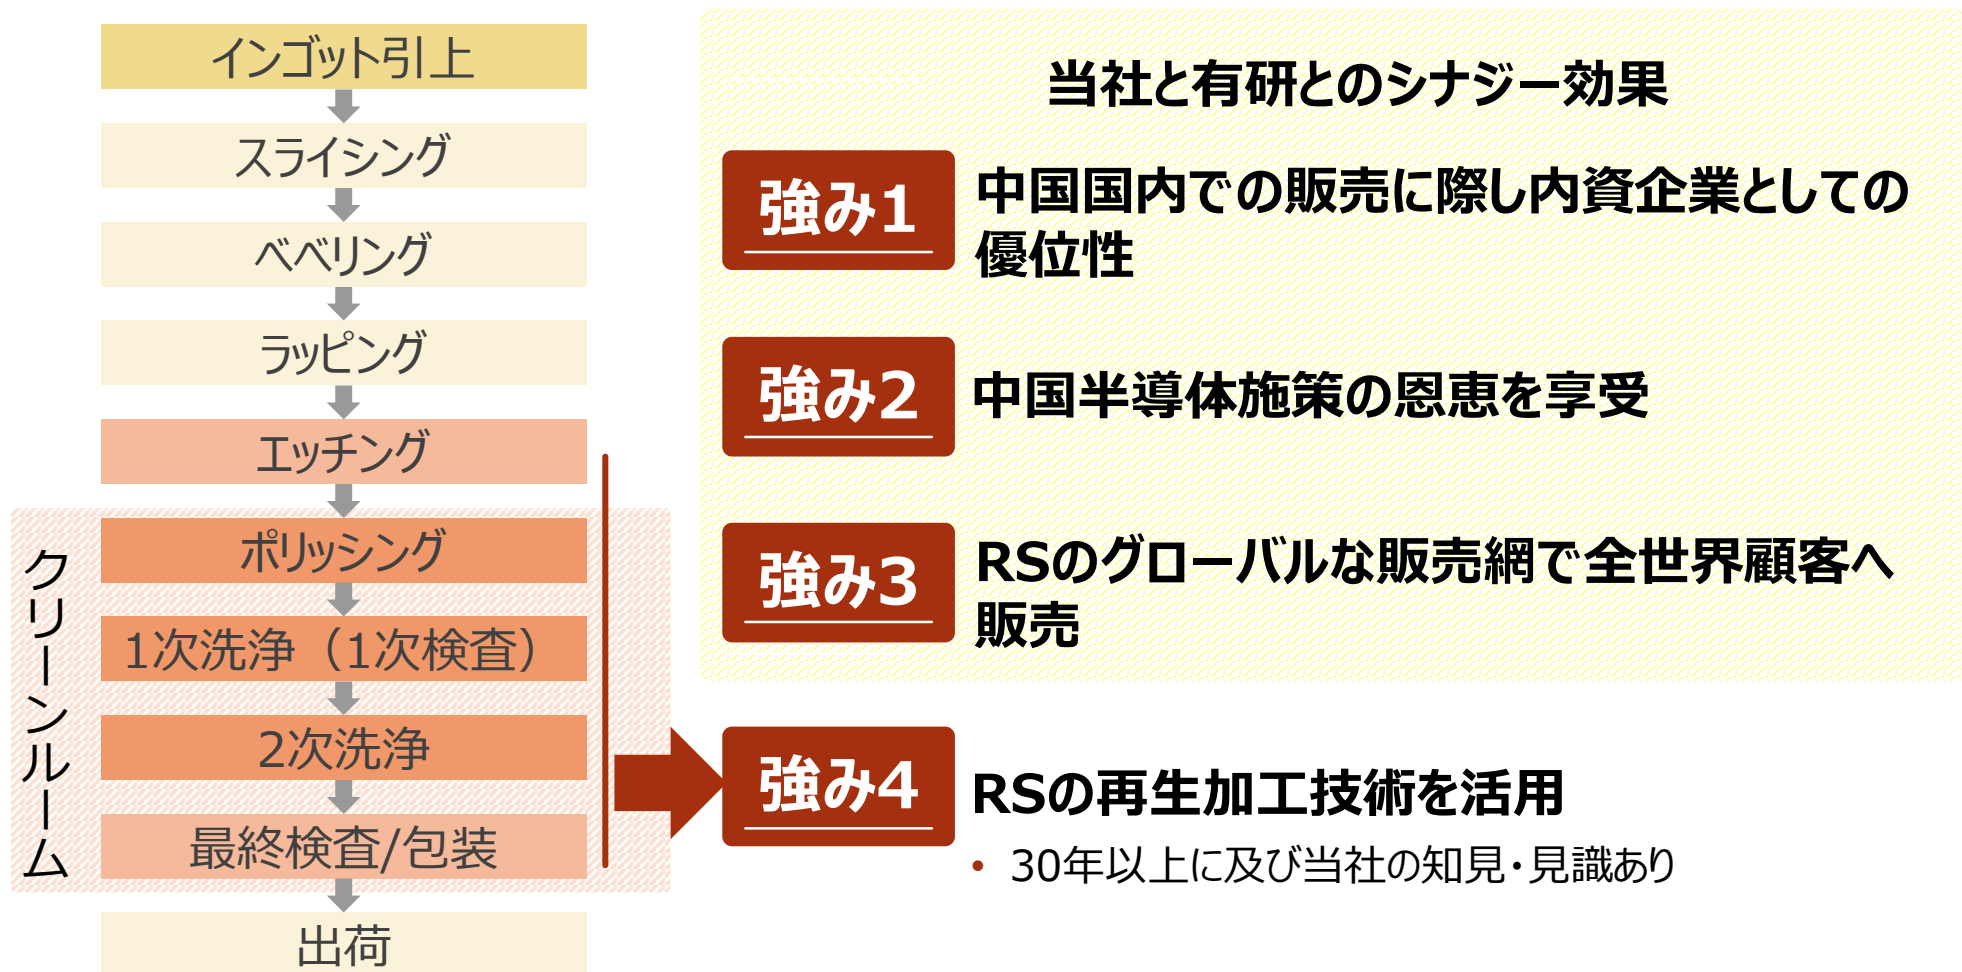 インゴット引上
スライシング
ベベリング
ラッピング
エッチング
ポリッシング
1次洗浄（1次検査）
2次洗浄
最終検査/包装
出荷
クリーンルーム
当社と有研とのシナジー効果
強み1
中国国内での販売に際し内資企業としての
優位性
強み2
中国半導体施策の恩恵を享受
強み3
RSのグローバルな販売網で全世界顧客へ
販売
強み4
RSの再生加工技術を活用
• 30年以上に及び当社の知見・見識あり